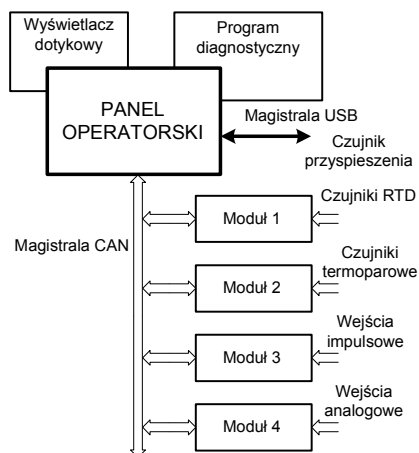 Wyświetlacz
dotykowy
Program
diagnostyczny
PANEL
OPERATORSKI
Magistrala USB
Czujnik
przyspieszenia
Czujniki RTD
Moduł 1
Magistrala CAN
Czujniki
termoparowe
Moduł 2
Wejścia
impulsowe
Moduł 3
Wejścia
analogowe
Moduł 4